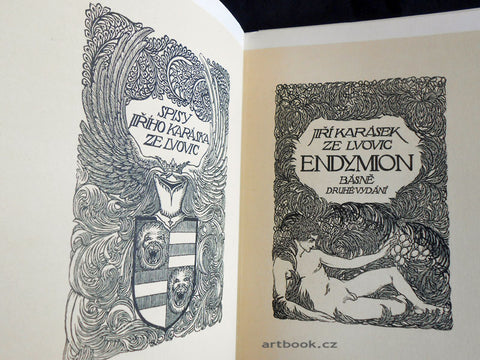 SPISY
JIŘÍHO KARÁSKA
ZE LVOVIC
JIŘÍ KARÁSEK
ZE LVOVIC
ENDYMION
BÁSNĚ
DRUHÉ VYDÁNÍ
artbook.cz